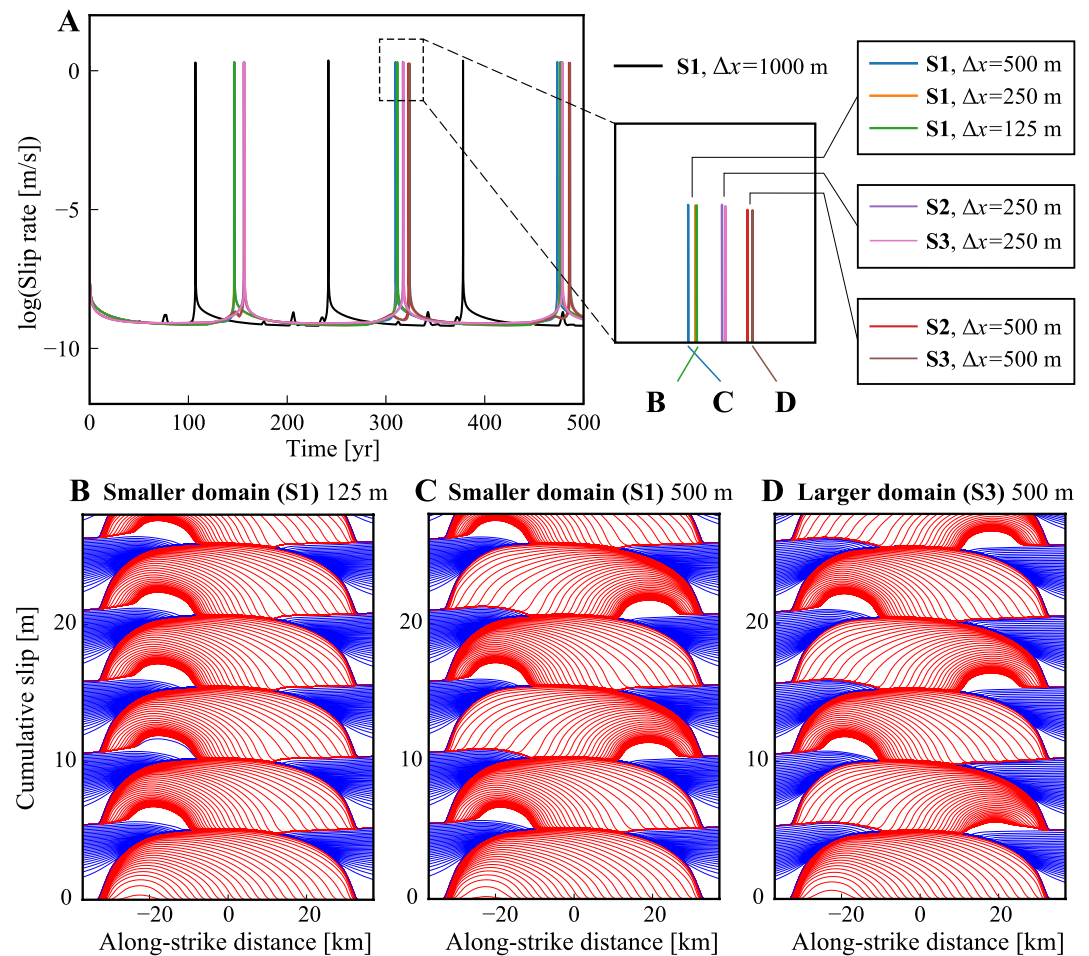 A
log(Slip rate [m/s])
0
−5
−10
0
100
200
300
400
500
Time [yr]
S1, Δx=1000 m
S1, Δx=500 m
S1, Δx=250 m
S1, Δx=125 m
S2, Δx=250 m
S3, Δx=250 m
S2, Δx=500 m
S3, Δx=500 m
B
C
D
B Smaller domain (S1) 125 m
C Smaller domain (S1) 500 m
D Larger domain (S3) 500 m
Cumulative slip [m]
20
10
0
20
10
0
20
10
0
−20
0
20
−20
0
20
−20
0
20
Along-strike distance [km]
Along-strike distance [km]
Along-strike distance [km]